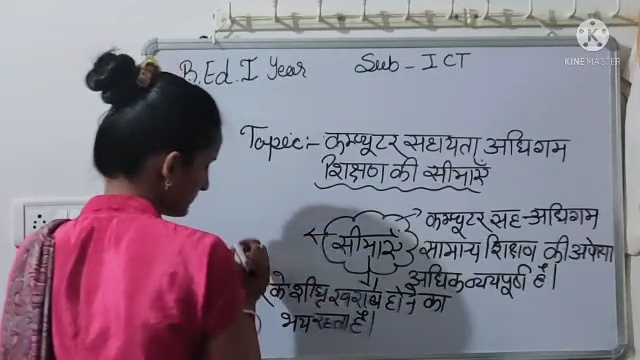 B.Ed. I Year Sub - ICT
Topic:- कम्प्यूटर सहायता अधिगम
शिक्षण की सीमाएँ
कम्प्यूटर सह-अधिगम
सीमाएँ
सामान्य शिक्षण की अपेक्षा
अधिक व्ययपूर्ण है।
के शीघ्र खराब होने का
भय रहता है।
KINEMASTER